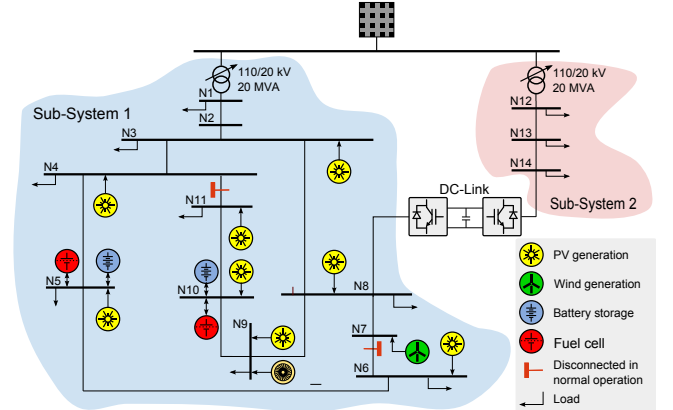 110/20 kV
20 MVA
110/20 kV
20 MVA
N1
N12
Sub-System 1
N2
N3
N13
N4
N14
DC-Link
N11
Sub-System 2
PV generation
N5
N10
N8
Wind generation
N9
N7
Battery storage
Fuel cell
N6
Disconnected in
normal operation
Load